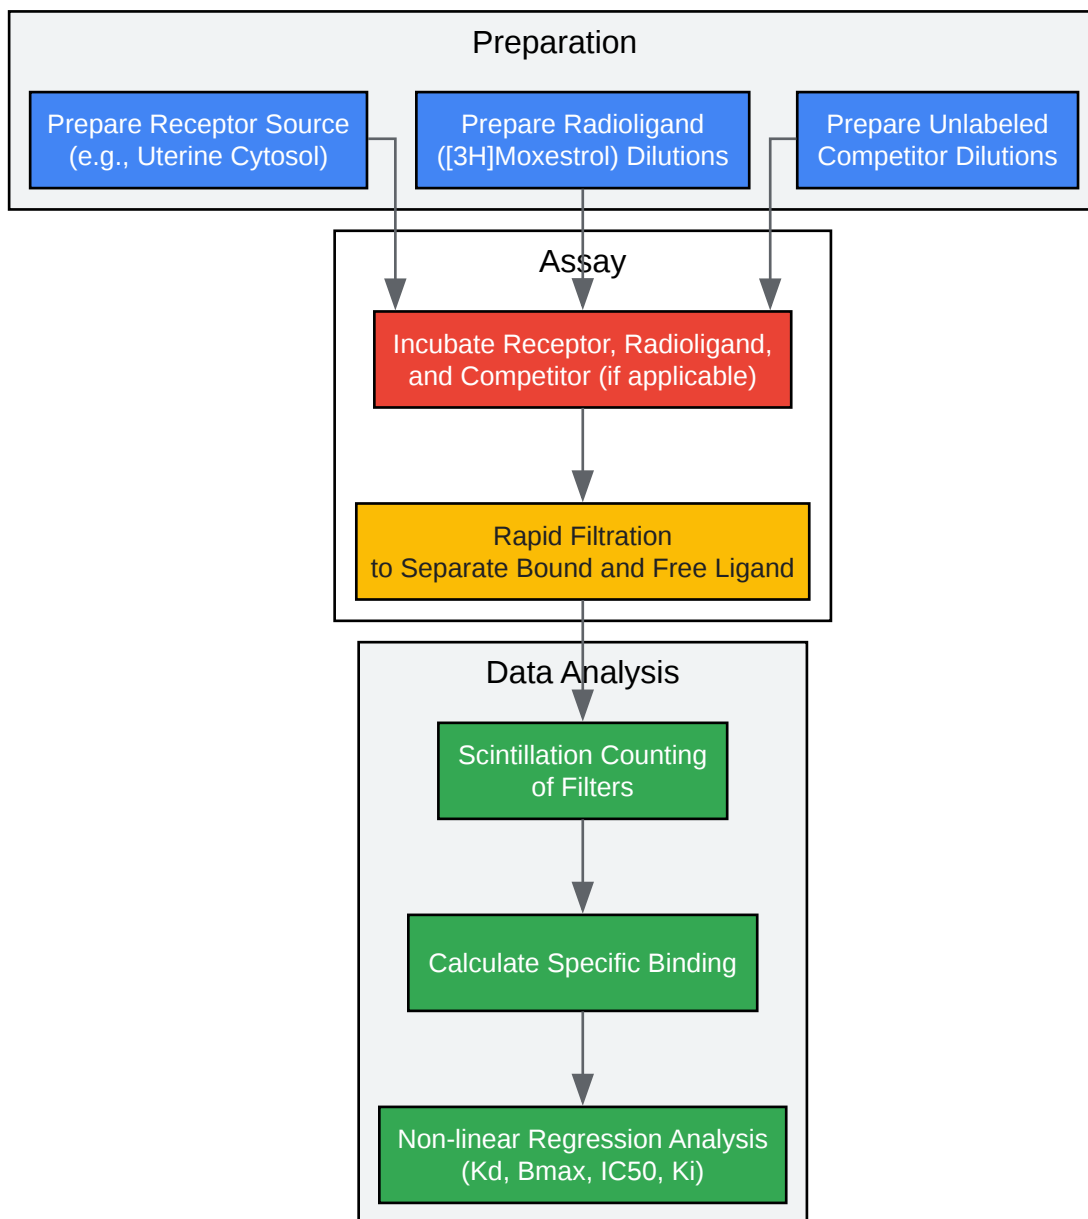 Preparation
Prepare Receptor Source
(e.g., Uterine Cytosol)
Prepare Radioligand
([3H]Moxestrol) Dilutions
Prepare Unlabeled
Competitor Dilutions
Assay
Incubate Receptor, Radioligand,
and Competitor (if applicable)
Rapid Filtration
to Separate Bound and Free Ligand
Data Analysis
Scintillation Counting
of Filters
Calculate Specific Binding
Non-linear Regression Analysis
(Kd, Bmax, IC50, Ki)